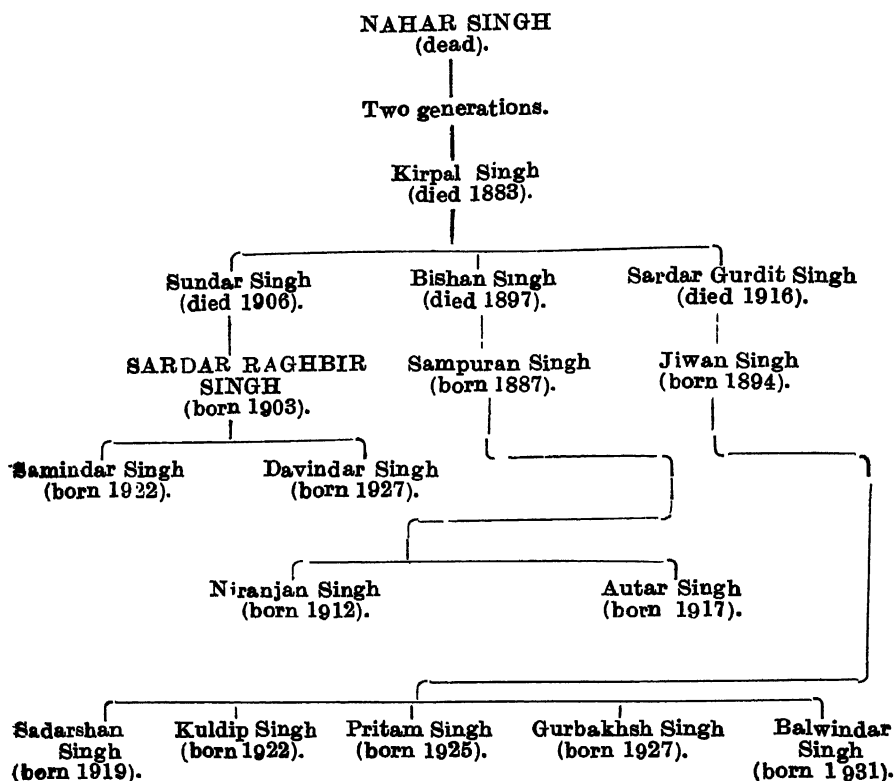 NAHAR SINGH
(dead).
Two generations.
Kirpal Singh
(died 1883).
Sundar Singh
(died 1906).
Bishan Singh
(died 1897).
Sardar Gurdit Singh
(died 1916).
SARDAR RAGHBIR
SINGH
(born 1903).
Sampuran Singh
(born 1887).
Jiwan Singh
(born 1894).
Samindar Singh
(born 1922).
Davindar Singh
(born 1927).
Niranjan Singh
(born 1912).
Autar Singh
(born 1917).
Sadarshan
Singh
(born 1919).
Kuldip Singh
(born 1922).
Pritam Singh
(born 1925).
Gurbakhsh Singh
(born 1927).
Balwindar
Singh
(born 1931).